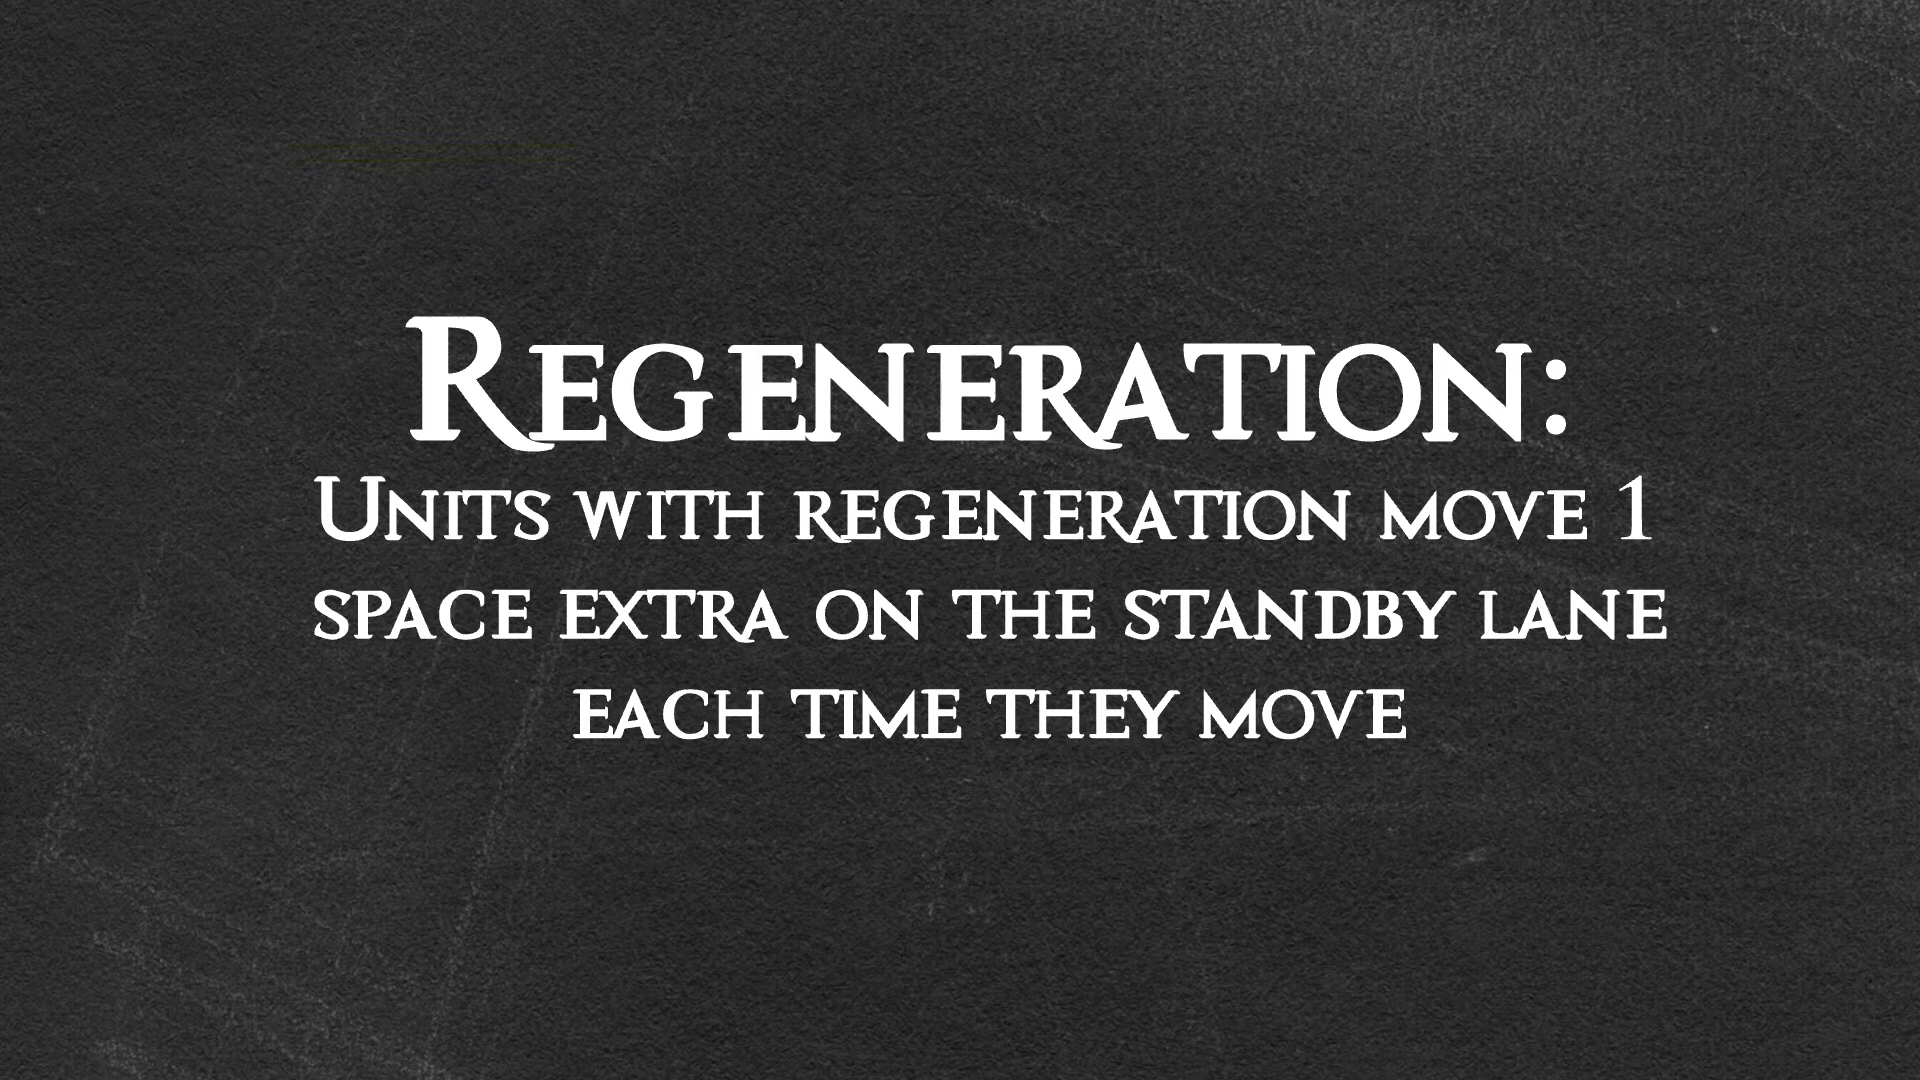 Regeneration:
Units with regeneration move 1
space extra on the standby lane
each time they move